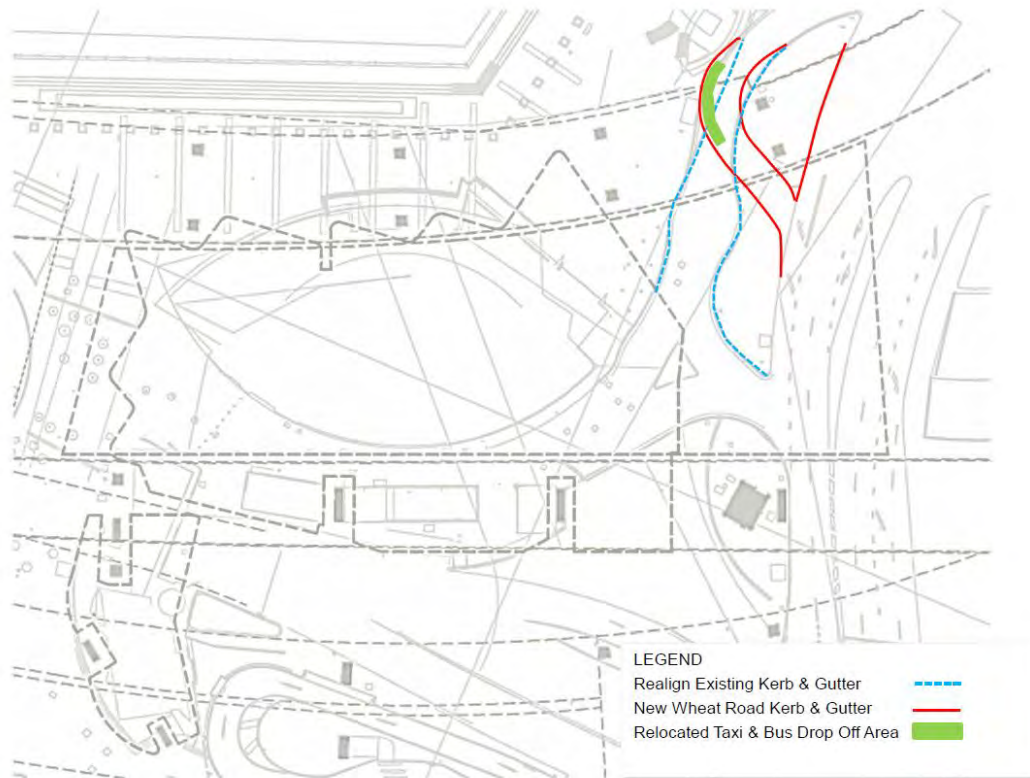 LEGEND
Realign Existing Kerb & Gutter
New Wheat Road Kerb & Gutter
Relocated Taxi & Bus Drop Off Area